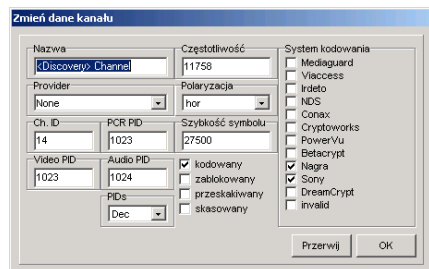 Zmień dane kanału
Nazwa
<Discovery> Channel
Częstotliwość
11758
System kodowania
Mediaguard
Viaccess
Irdeto
NDS
Conax
Cryptoworks
PowerVu
Betacrypt
Nagra
Sony
DreamCrypt
invalid
Provider
None
Polaryzacja
hor
Ch. ID
14
PCR PID
1023
Szybkość symbolu
27500
Video PID
1023
Audio PID
1024
PIDs
Dec
kodowany
zablokowany
przeskakiwany
skasowany
Przerwij
OK